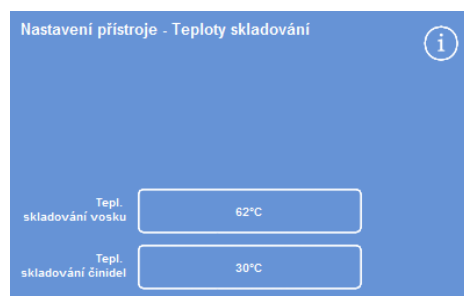 Nastavení přístroje - Teploty skladování
i
Tepl.
skladování vosku
62°C
Tepl.
skladování činidel
30°C